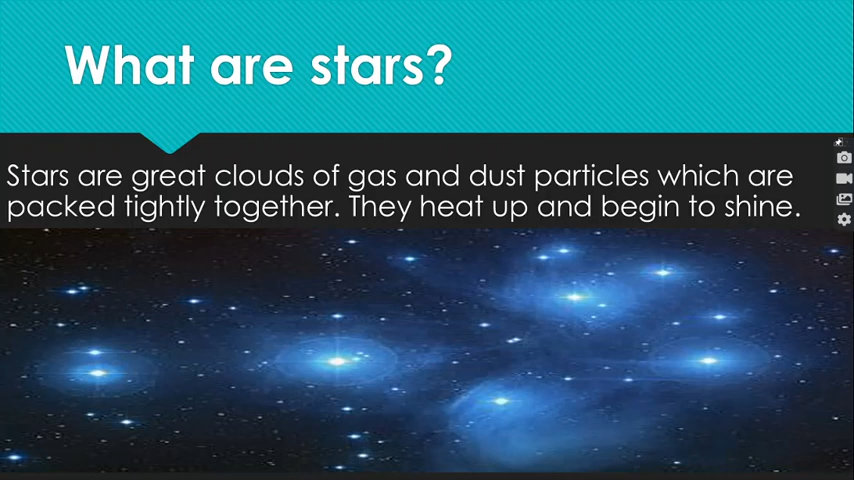 What are stars?
Stars are great clouds of gas and dust particles which are
packed tightly together. They heat up and begin to shine.